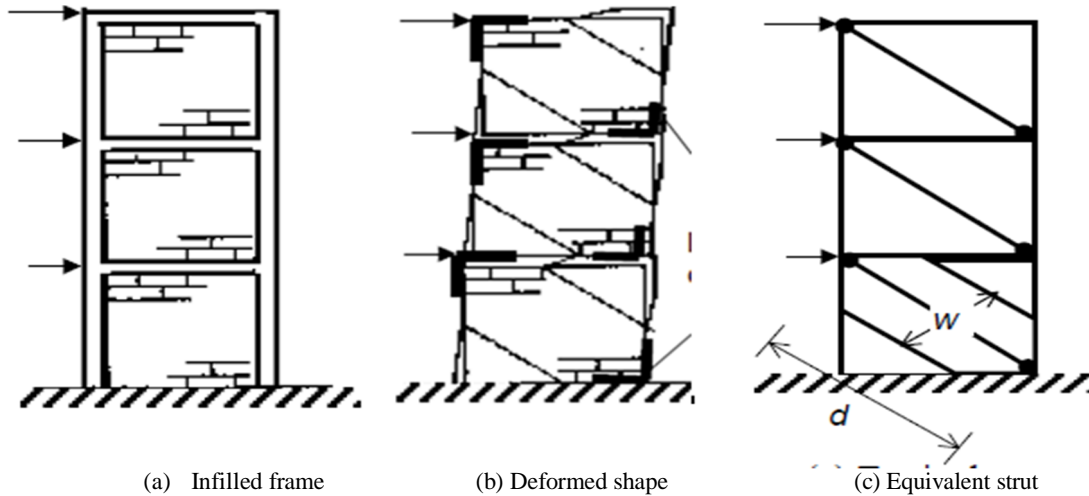 w
d
(a) Infilled frame
(b) Deformed shape
(c) Equivalent strut